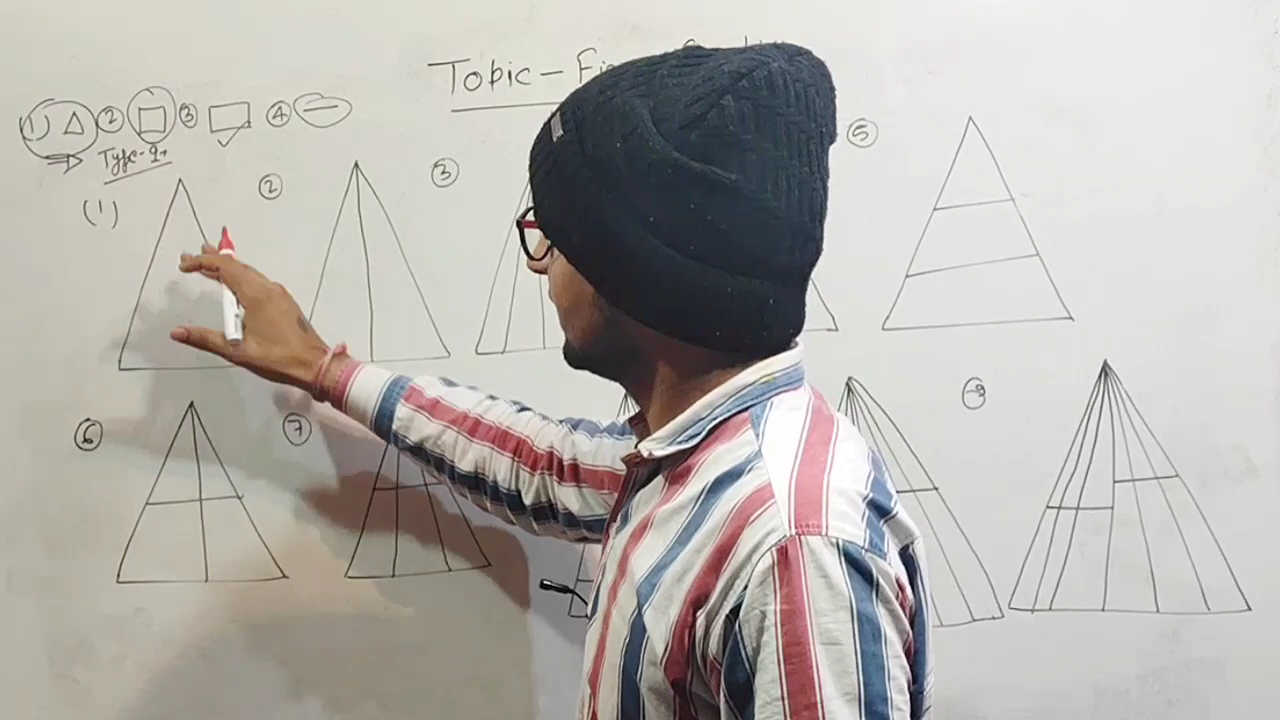 Topic - Fi
1) △ ② □ ③ ▭ ④
Type-1
(1) ② ③ ⑤
⑥ ⑦ 9